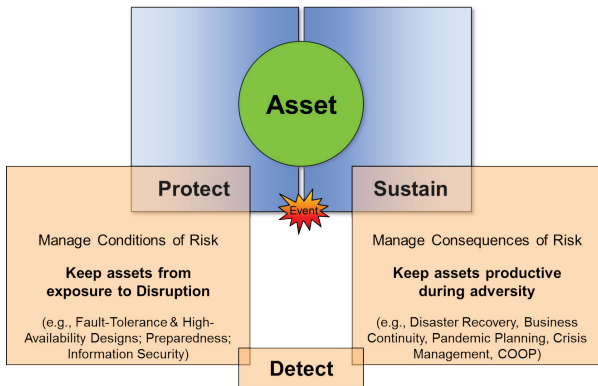 Asset
Protect
Sustain
Event
Manage Conditions of Risk
Keep assets from
exposure to Disruption
(e.g., Fault-Tolerance & High-
Availability Designs; Preparedness;
Information Security)
Manage Consequences of Risk
Keep assets productive
during adversity
(e.g., Disaster Recovery, Business
Continuity, Pandemic Planning, Crisis
Management, COOP)
Detect